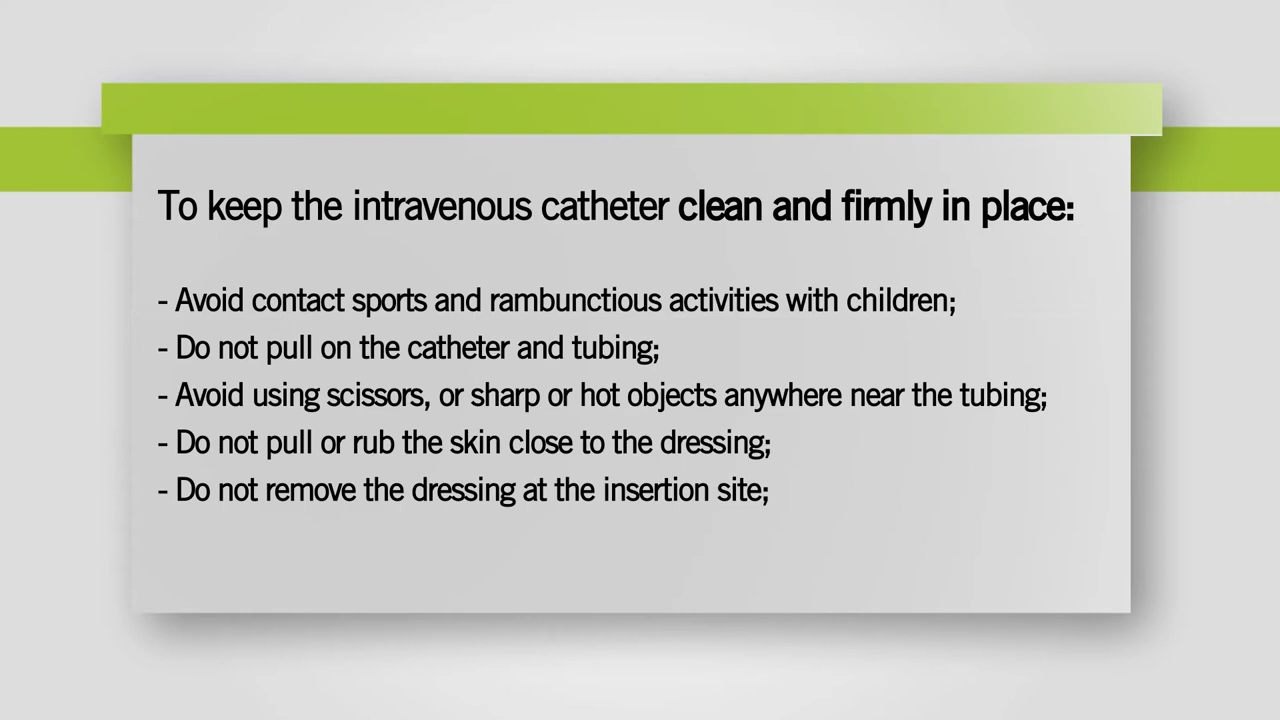 To keep the intravenous catheter clean and firmly in place:
- Avoid contact sports and rambunctious activities with children;
- Do not pull on the catheter and tubing;
- Avoid using scissors, or sharp or hot objects anywhere near the tubing;
- Do not pull or rub the skin close to the dressing;
- Do not remove the dressing at the insertion site;